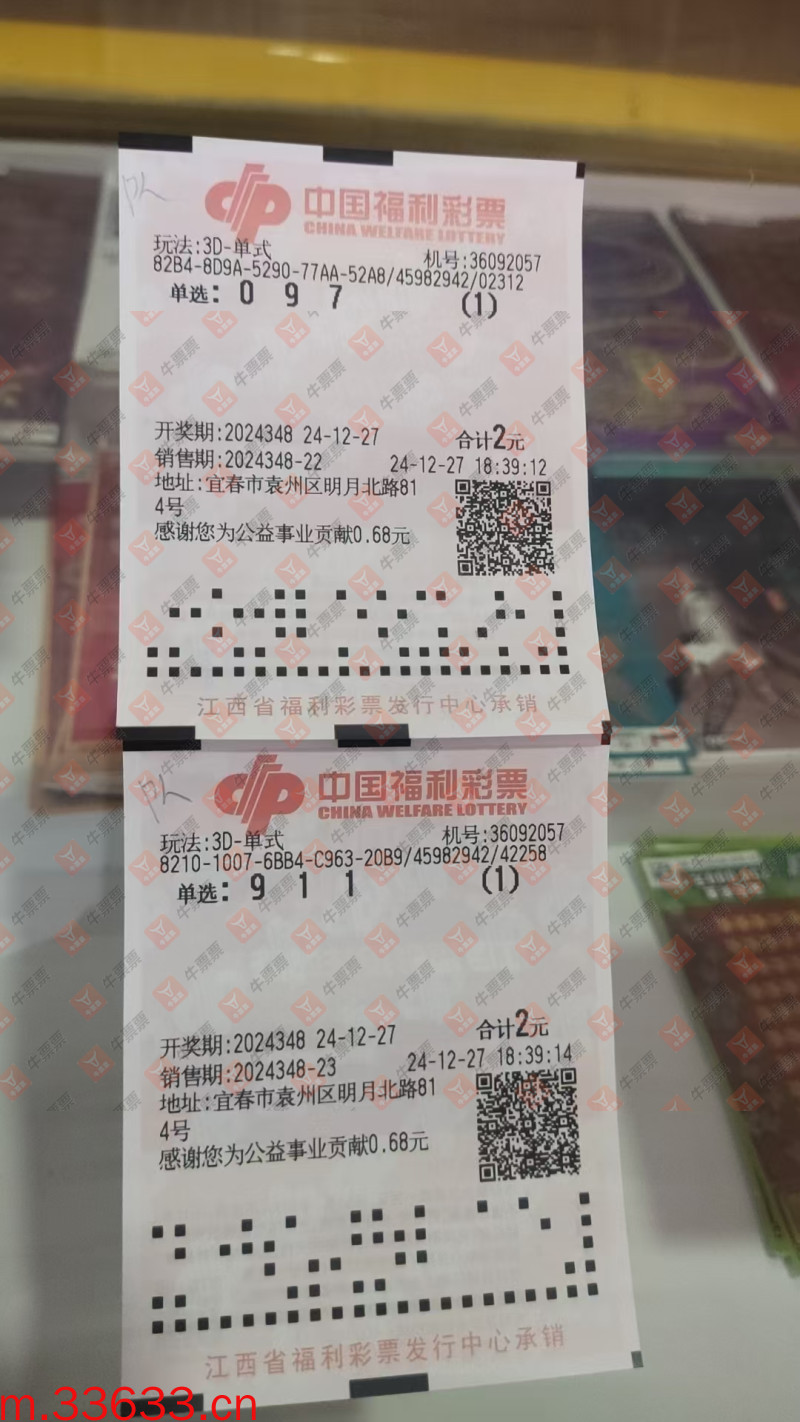 PL
中国福利彩票
CHINA WELFARE LOTTERY
玩法:3D-单式 机号:36092057
82B4-8D9A-5290-77AA-52A8/45982942/02312
单选: 0 9 7 (1)
开奖期:2024348 24-12-27 合计2元
销售期:2024348-22 24-12-27 18:39:12
地址:宜春市袁州区明月北路81
4号
感谢您为公益事业贡献0.68元
江西省福利彩票发行中心承销
PL
中国福利彩票
CHINA WELFARE LOTTERY
玩法:3D-单式 机号:36092057
8210-1007-6BB4-C963-20B9/45982942/42258
单选: 9 1 1 (1)
开奖期:2024348 24-12-27 合计2元
销售期:2024348-23 24-12-27 18:39:14
地址:宜春市袁州区明月北路81
4号
感谢您为公益事业贡献0.68元
江西省福利彩票发行中心承销
牛票票
m.33633.cn